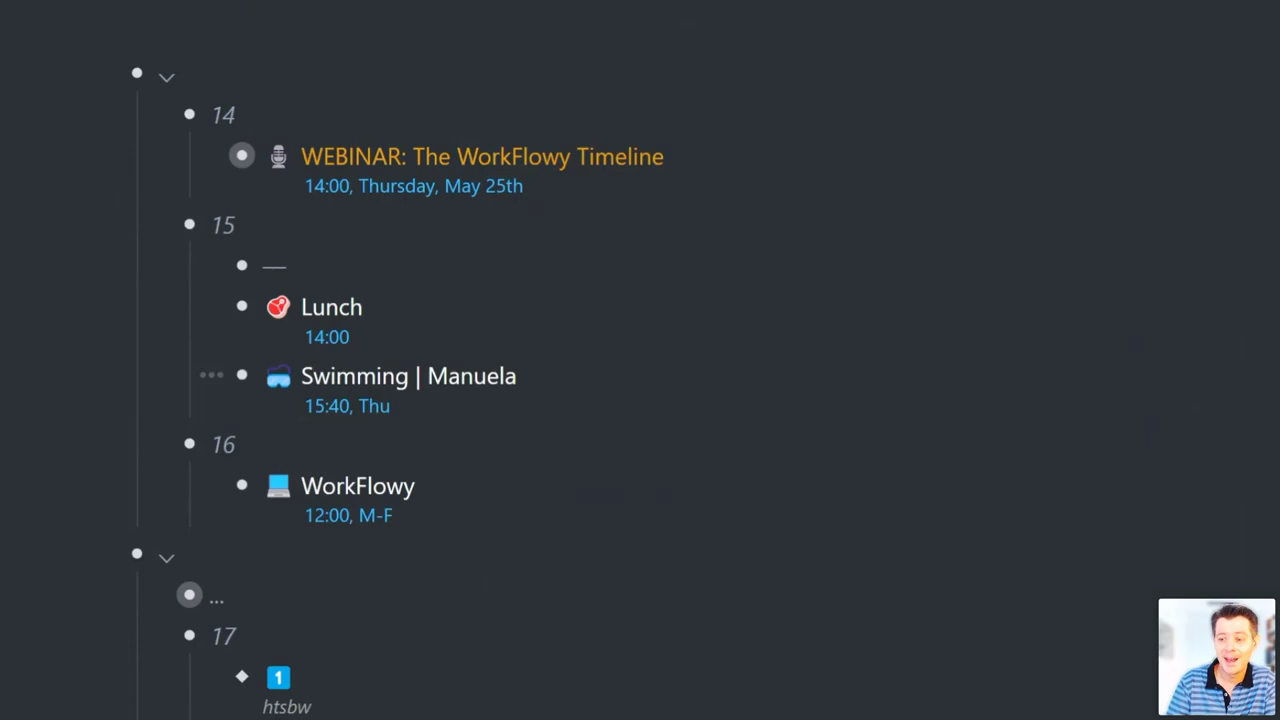 14
WEBINAR: The WorkFlowy Timeline
14:00, Thursday, May 25th
15
—
Lunch
14:00
Swimming | Manuela
15:40, Thu
16
WorkFlowy
12:00, M-F
...
17
1
htsbw